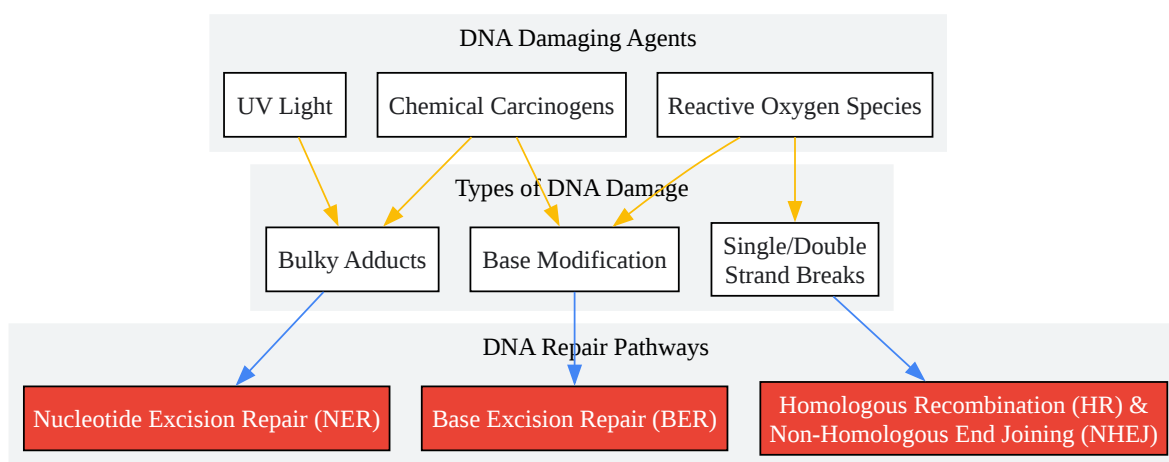 DNA Damaging Agents
UV Light
Chemical Carcinogens
Reactive Oxygen Species
Types of DNA Damage
Bulky Adducts
Base Modification
Single/Double
Strand Breaks
DNA Repair Pathways
Nucleotide Excision Repair (NER)
Base Excision Repair (BER)
Homologous Recombination (HR) &
Non-Homologous End Joining (NHEJ)